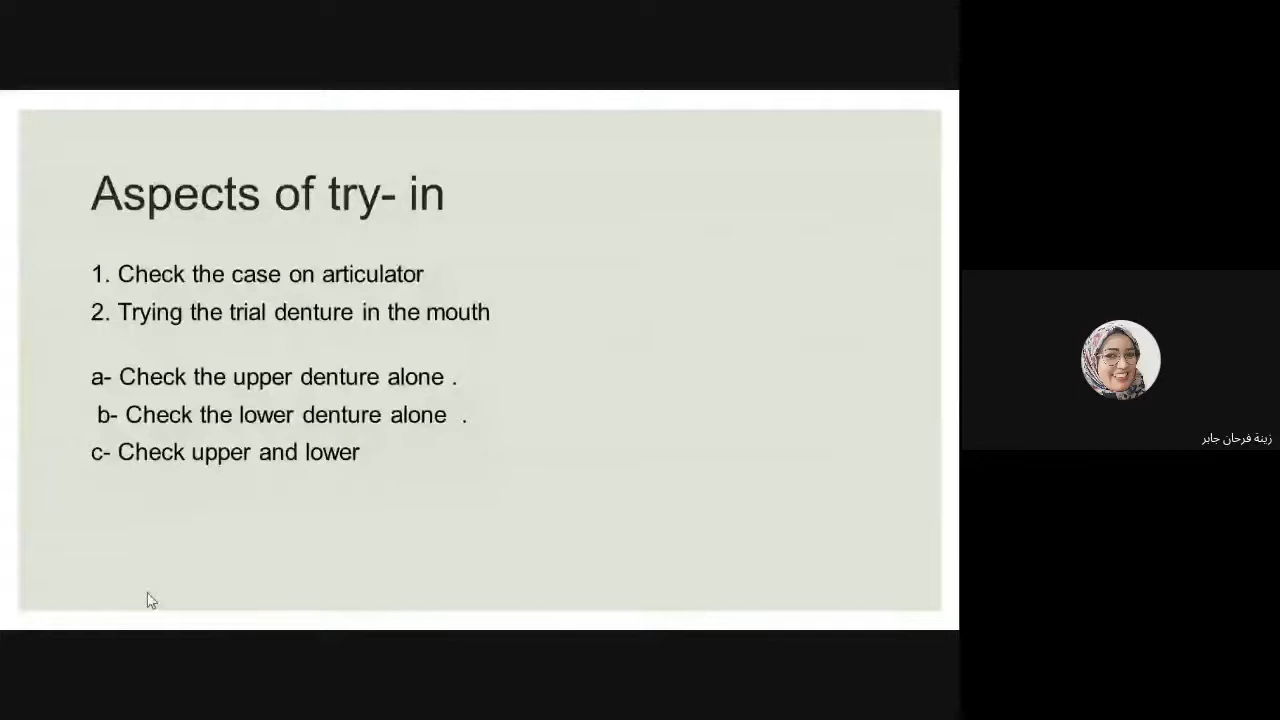 Aspects of try- in
1. Check the case on articulator
2. Trying the trial denture in the mouth
a- Check the upper denture alone .
b- Check the lower denture alone .
c- Check upper and lower
زينة فرحان جابر